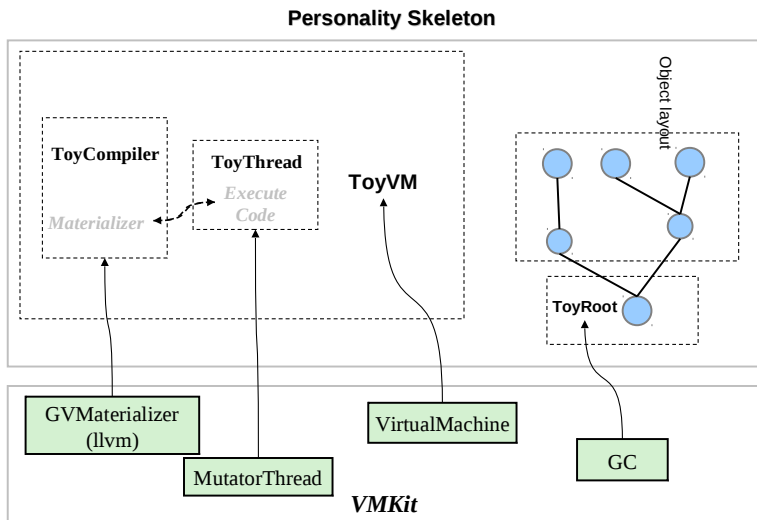 Personality Skeleton
Object layout
ToyCompiler
ToyThread
Execute
Code
Materializer
ToyVM
ToyRoot
GVMaterializer
(llvm)
MutatorThread
VirtualMachine
GC
VMKit